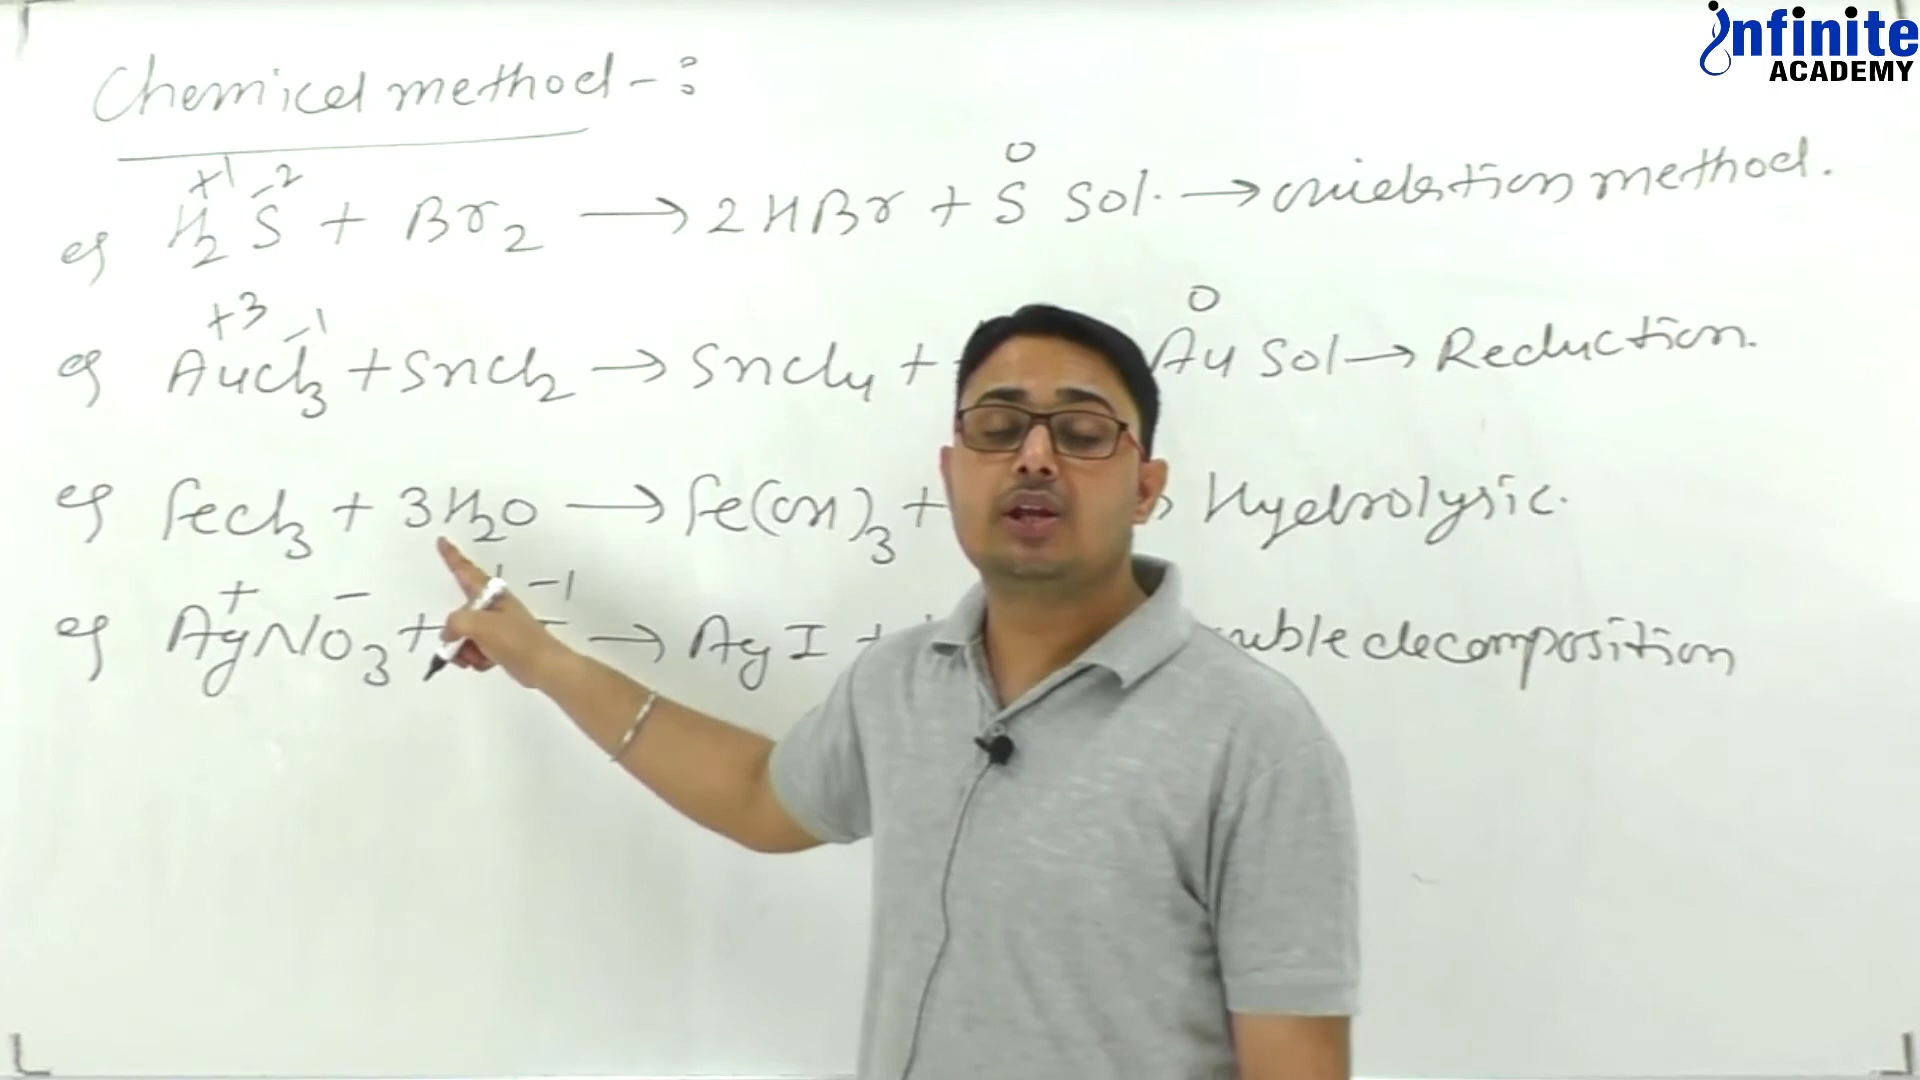 infinite
ACADEMY
Chemical method -:
+1 -2 0
eg H2S + Br2 → 2HBr + S Sol. → oxidation method.
+3 -1 0
eg AuCl3 + SnCl2 → SnCl4 + Au Sol → Reduction.
eg FeCl3 + 3H2O → Fe(OH)3 + Hydrolysis.
+ - -1
eg AgNO3 + → AgI + decomposition